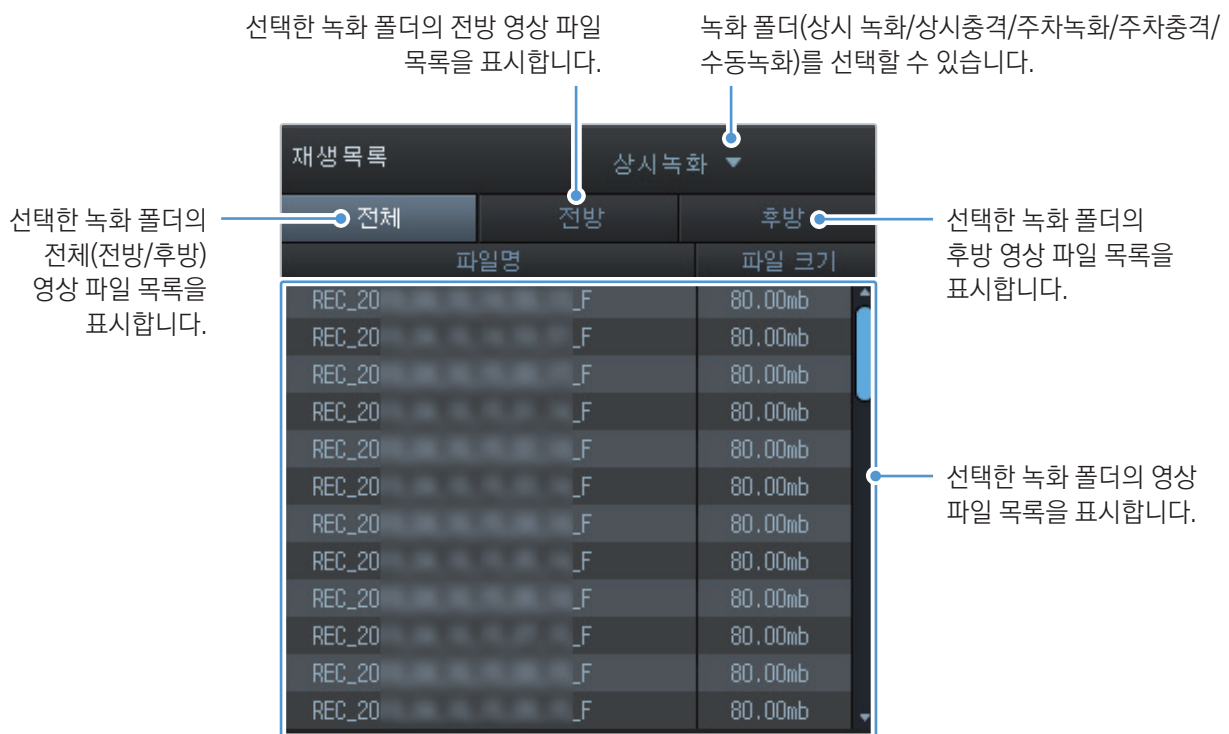 선택한 녹화 폴더의 전방 영상 파일
목록을 표시합니다.
녹화 폴더(상시 녹화/상시충격/주차녹화/주차충격/
수동녹화)를 선택할 수 있습니다.
재생목록
상시녹화
선택한 녹화 폴더의
전체(전방/후방)
영상 파일 목록을
표시합니다.
전체
전방
후방
선택한 녹화 폴더의
후방 영상 파일 목록을
표시합니다.
파일명
파일 크기
REC_20 _F 80.00mb
REC_20 _F 80.00mb
REC_20 _F 80.00mb
REC_20 _F 80.00mb
REC_20 _F 80.00mb
REC_20 _F 80.00mb
REC_20 _F 80.00mb
REC_20 _F 80.00mb
REC_20 _F 80.00mb
REC_20 _F 80.00mb
REC_20 _F 80.00mb
REC_20 _F 80.00mb
선택한 녹화 폴더의 영상
파일 목록을 표시합니다.